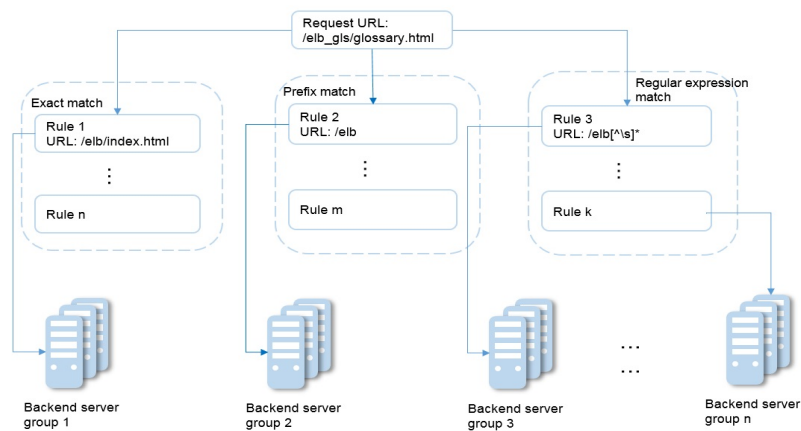 Request URL:
/elb_gls/glossary.html
Exact match
Rule 1
URL: /elb/index.html
⋮
Rule n
Prefix match
Rule 2
URL: /elb
⋮
Rule m
Regular expression
match
Rule 3
URL: /elb[^\s]*
⋮
Rule k
...
...
Backend server
group 1
Backend server
group 2
Backend server
group 3
Backend server
group n